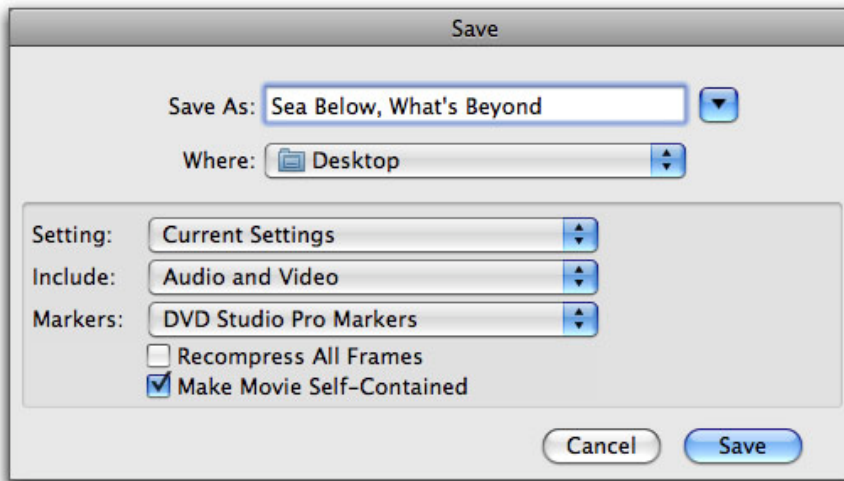 Save
Save As: Sea Below, What's Beyond
Where: Desktop
Setting: Current Settings
Include: Audio and Video
Markers: DVD Studio Pro Markers
Recompress All Frames
Make Movie Self-Contained
Cancel Save